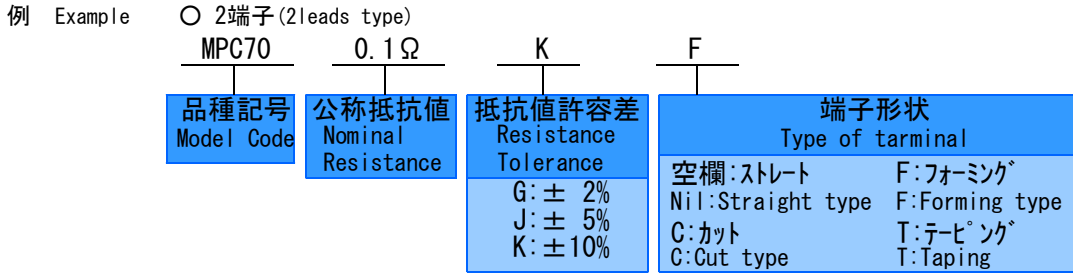 例 Example ○ 2端子(2leads type)
MPC70 0.1Ω K F
品種記号 公称抵抗値 抵抗値許容差 端子形状
Model Code Nominal Resistance Type of tarminal
Resistance Tolerance
G:± 2% 空欄:ストレート F:フォーミング
Nil:Straight type F:Forming type
J:± 5% C:カット T:テーピング
K:±10% C:Cut type T:Taping